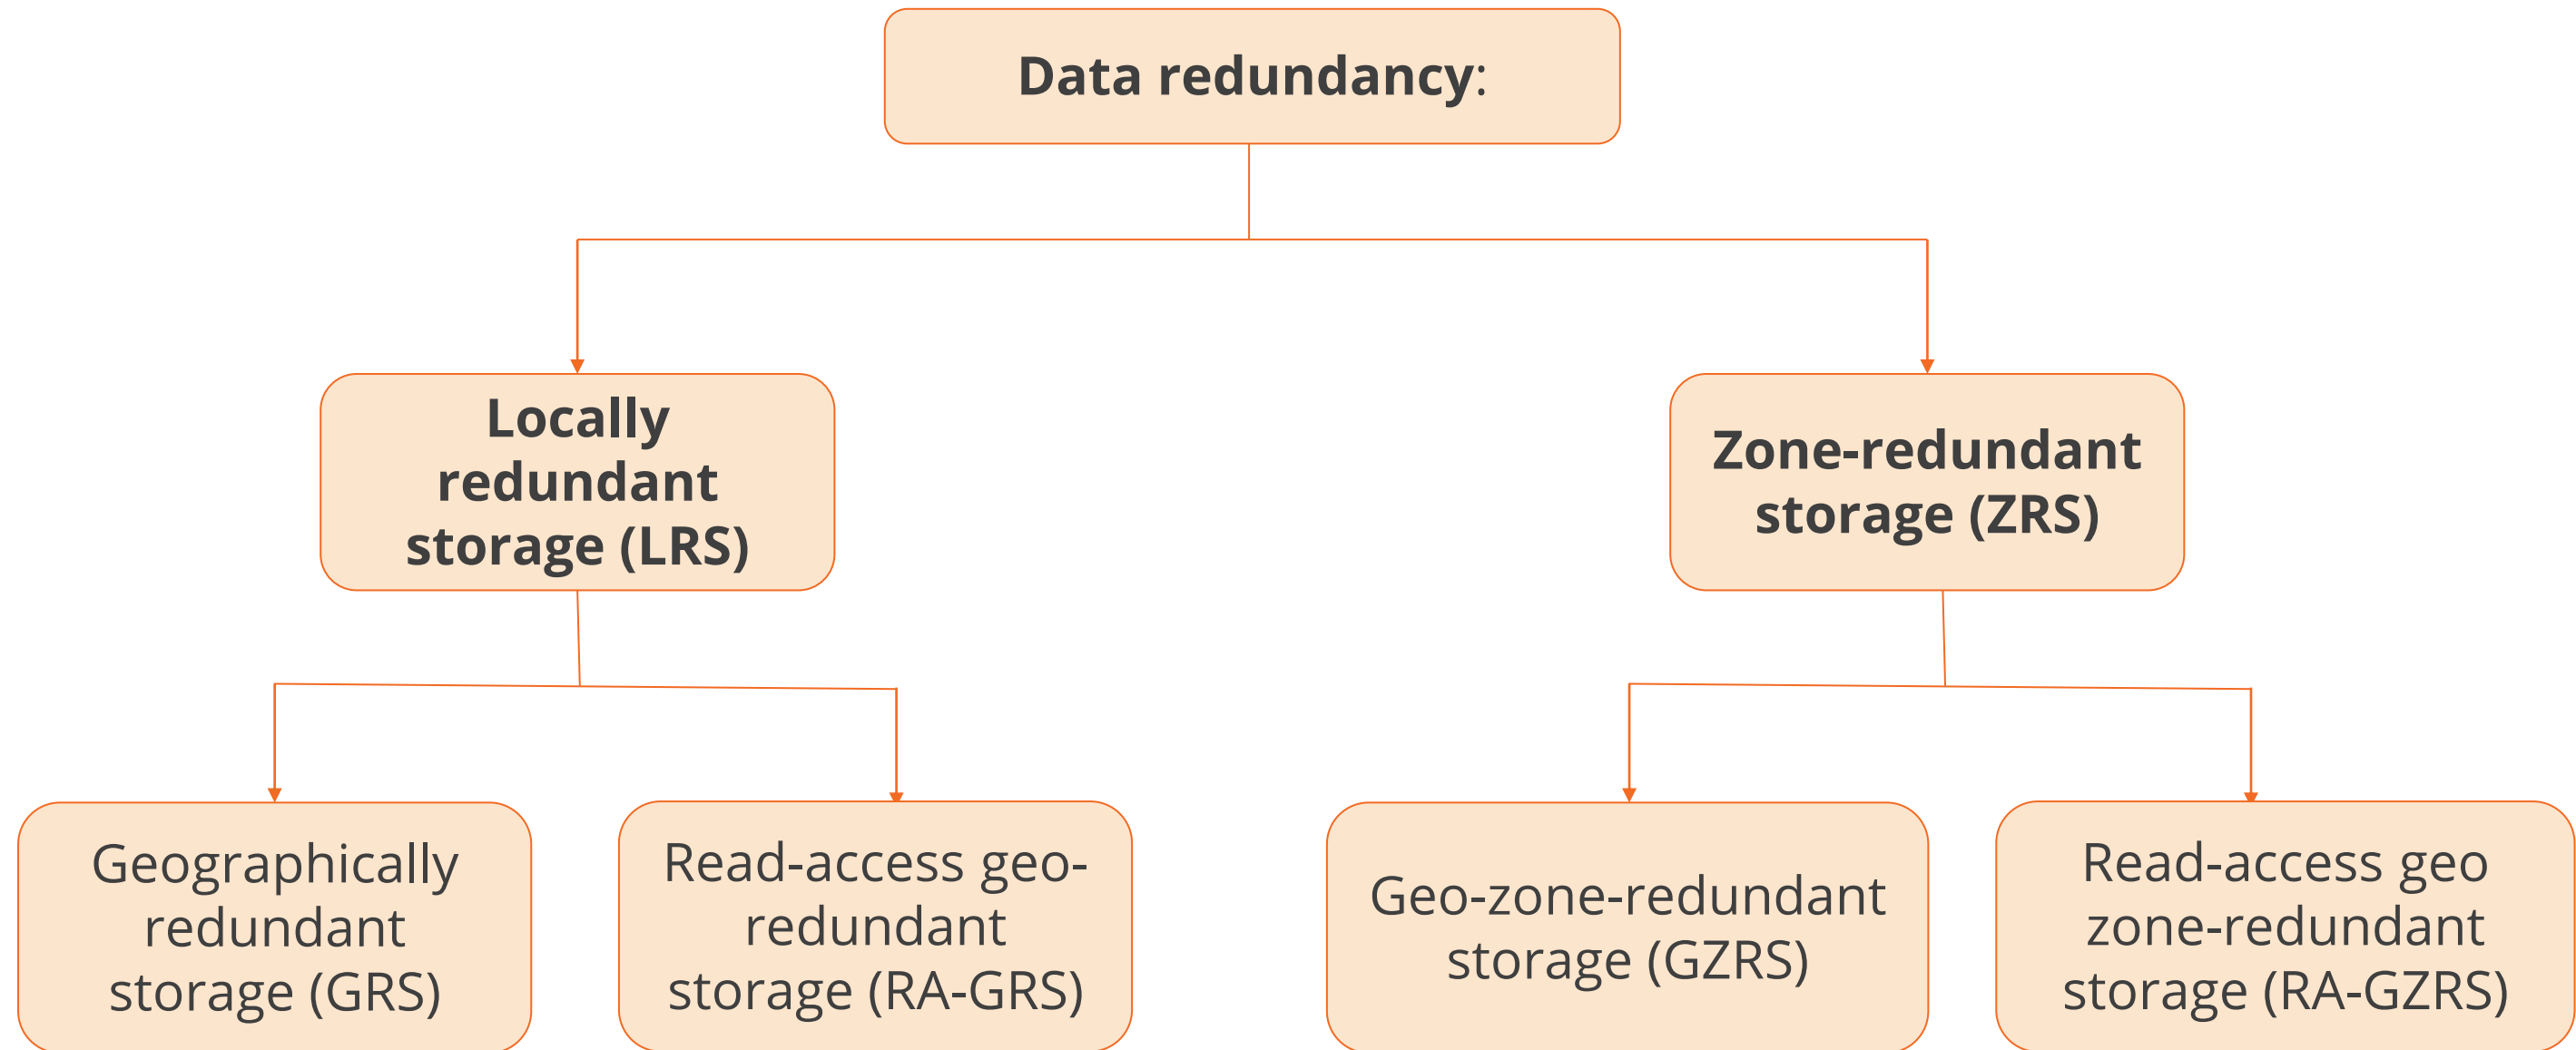 Data redundancy:
Locally
redundant
storage (LRS)
Zone-redundant
storage (ZRS)
Geographically
redundant
storage (GRS)
Read-access geo-
redundant
storage (RA-GRS)
Geo-zone-redundant
storage (GZRS)
Read-access geo
zone-redundant
storage (RA-GZRS)